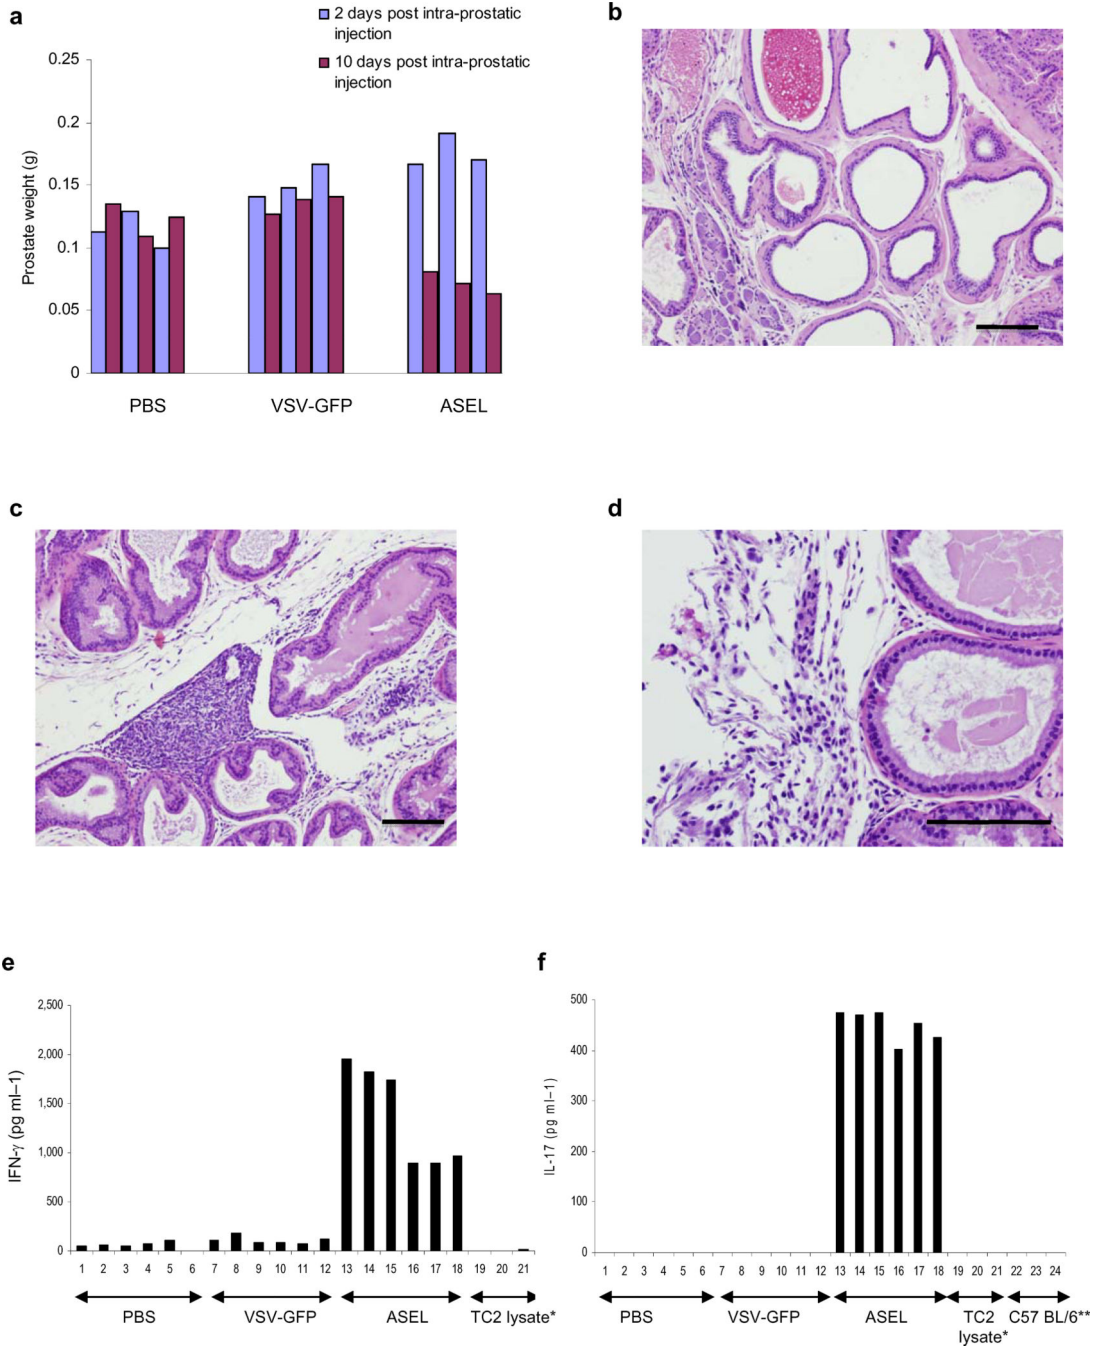 a
2 days post intra-prostatic
injection
10 days post intra-prostatic
injection
0.25
0.2
0.15
0.1
0.05
0
Prostate weight (g)
PBS VSV-GFP ASEL
b
c
d
e
2,500
2,000
1,500
1,000
500
0
IFN-γ (pg ml–1)
1 2 3 4 5 6 7 8 9 10 11 12 13 14 15 16 17 18 19 20 21
PBS VSV-GFP ASEL TC2 lysate*
f
500
400
300
200
100
0
IL-17 (pg ml–1)
1 2 3 4 5 6 7 8 9 10 11 12 13 14 15 16 17 18 19 20 21 22 23 24
PBS VSV-GFP ASEL TC2 C57 BL/6**
lysate*